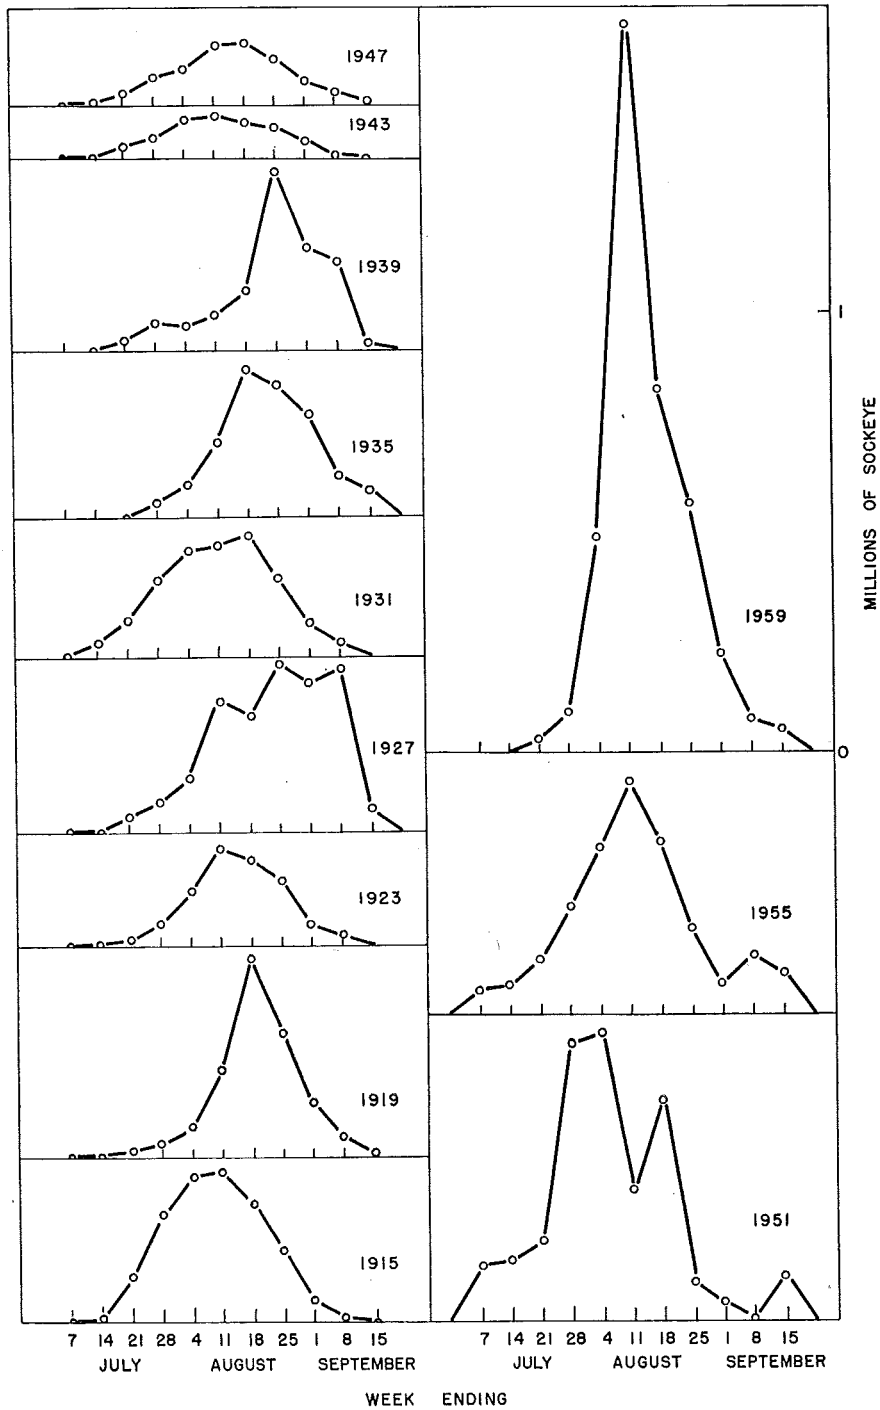 1947
1943
1939
1935
1931
1927
1923
1919
1915
7 14 21 28 4 11 18 25 1 8 15
JULY AUGUST SEPTEMBER
1
MILLIONS OF SOCKEYE
1959
0
1955
1951
7 14 21 28 4 11 18 25 1 8 15
JULY AUGUST SEPTEMBER
WEEK ENDING